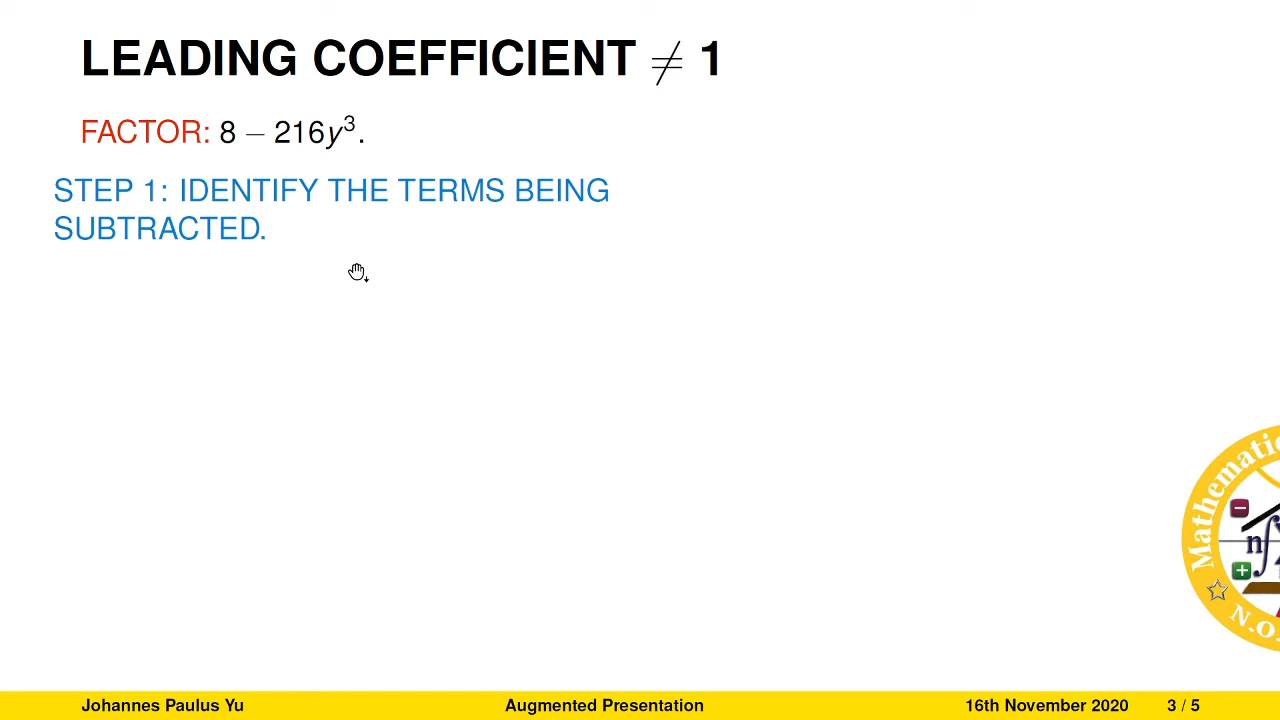 LEADING COEFFICIENT ≠ 1
FACTOR: 8 − 216y³.
STEP 1: IDENTIFY THE TERMS BEING
SUBTRACTED.
Mathematic
N.O.
Johannes Paulus Yu Augmented Presentation 16th November 2020 3 / 5